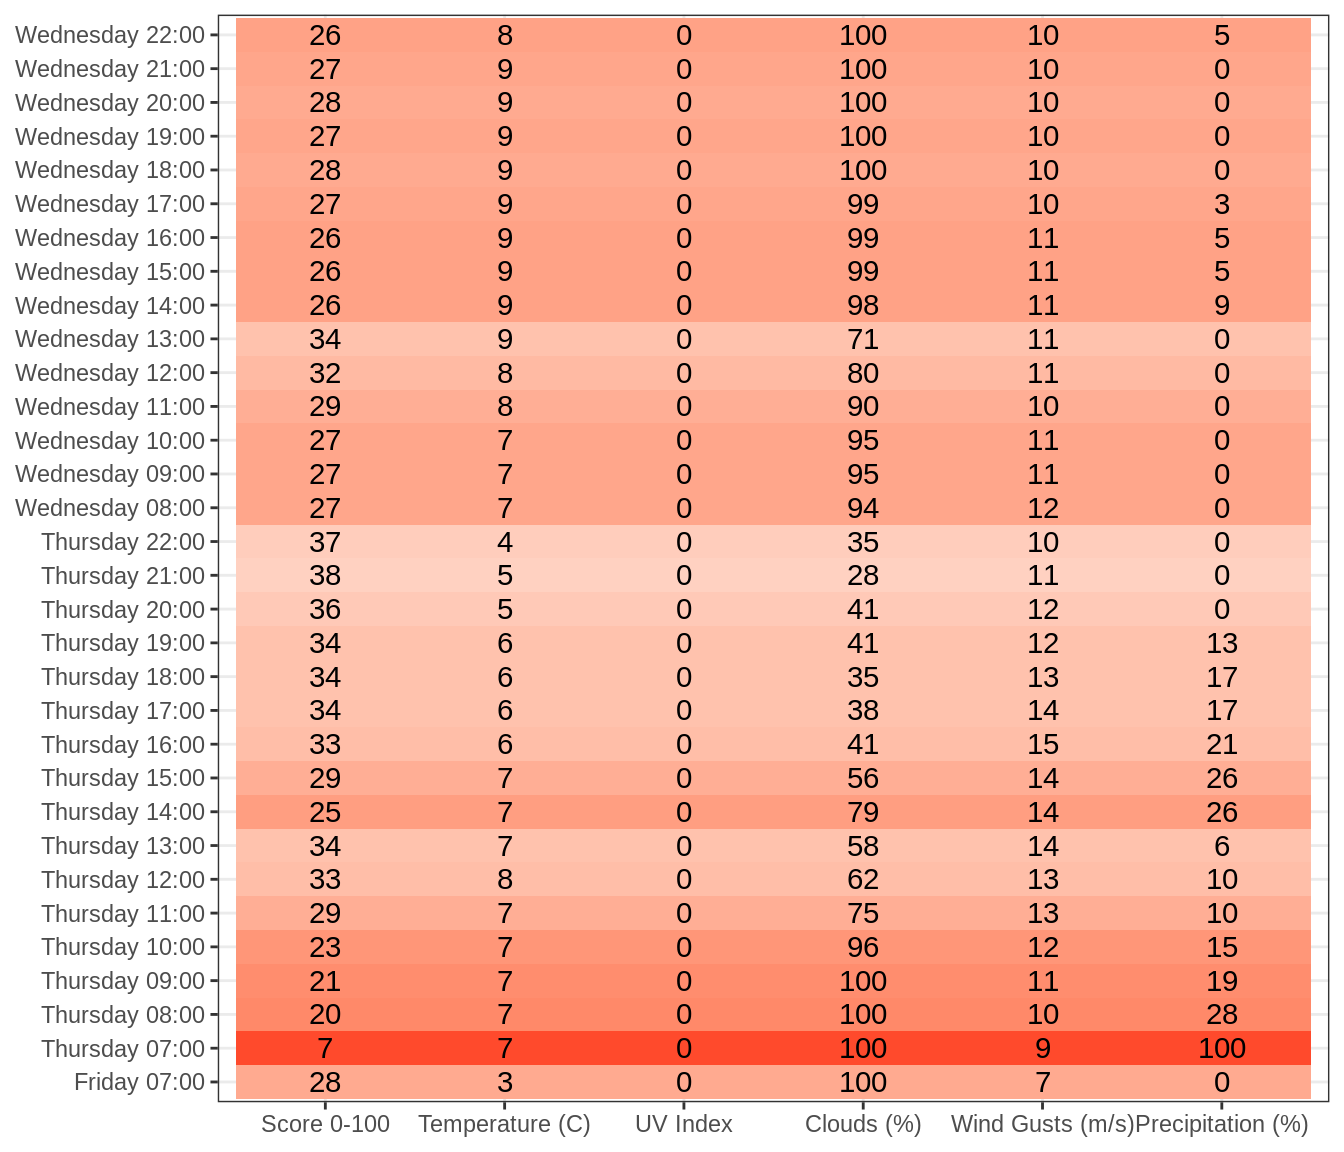 Wednesday 22:00 26 8 0 100 10 5
Wednesday 21:00 27 9 0 100 10 0
Wednesday 20:00 28 9 0 100 10 0
Wednesday 19:00 27 9 0 100 10 0
Wednesday 18:00 28 9 0 100 10 0
Wednesday 17:00 27 9 0 99 10 3
Wednesday 16:00 26 9 0 99 11 5
Wednesday 15:00 26 9 0 99 11 5
Wednesday 14:00 26 9 0 98 11 9
Wednesday 13:00 34 9 0 71 11 0
Wednesday 12:00 32 8 0 80 11 0
Wednesday 11:00 29 8 0 90 10 0
Wednesday 10:00 27 7 0 95 11 0
Wednesday 09:00 27 7 0 95 11 0
Wednesday 08:00 27 7 0 94 12 0
Thursday 22:00 37 4 0 35 10 0
Thursday 21:00 38 5 0 28 11 0
Thursday 20:00 36 5 0 41 12 0
Thursday 19:00 34 6 0 41 12 13
Thursday 18:00 34 6 0 35 13 17
Thursday 17:00 34 6 0 38 14 17
Thursday 16:00 33 6 0 41 15 21
Thursday 15:00 29 7 0 56 14 26
Thursday 14:00 25 7 0 79 14 26
Thursday 13:00 34 7 0 58 14 6
Thursday 12:00 33 8 0 62 13 10
Thursday 11:00 29 7 0 75 13 10
Thursday 10:00 23 7 0 96 12 15
Thursday 09:00 21 7 0 100 11 19
Thursday 08:00 20 7 0 100 10 28
Thursday 07:00 7 7 0 100 9 100
Friday 07:00 28 3 0 100 7 0
Score 0-100 Temperature (C) UV Index Clouds (%) Wind Gusts (m/s) Precipitation (%)